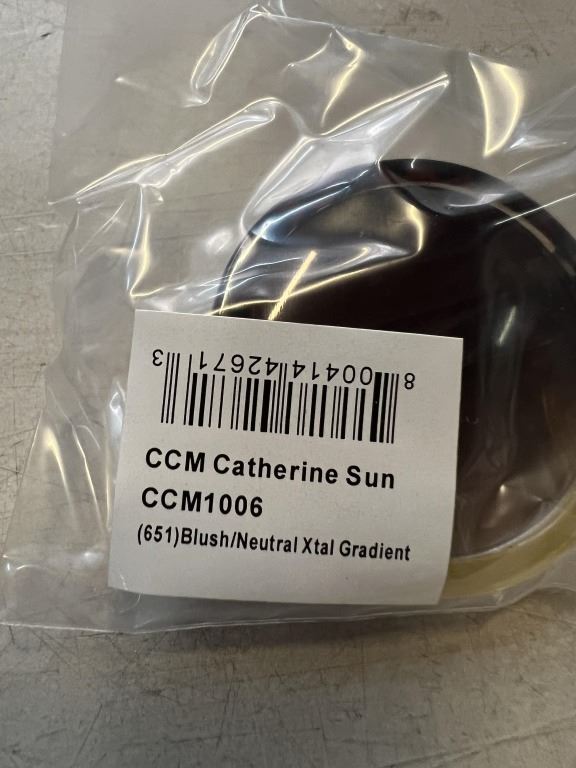 8 00414 42671 3
CCM Catherine Sun
CCM1006
(651)Blush/Neutral Xtal Gradient